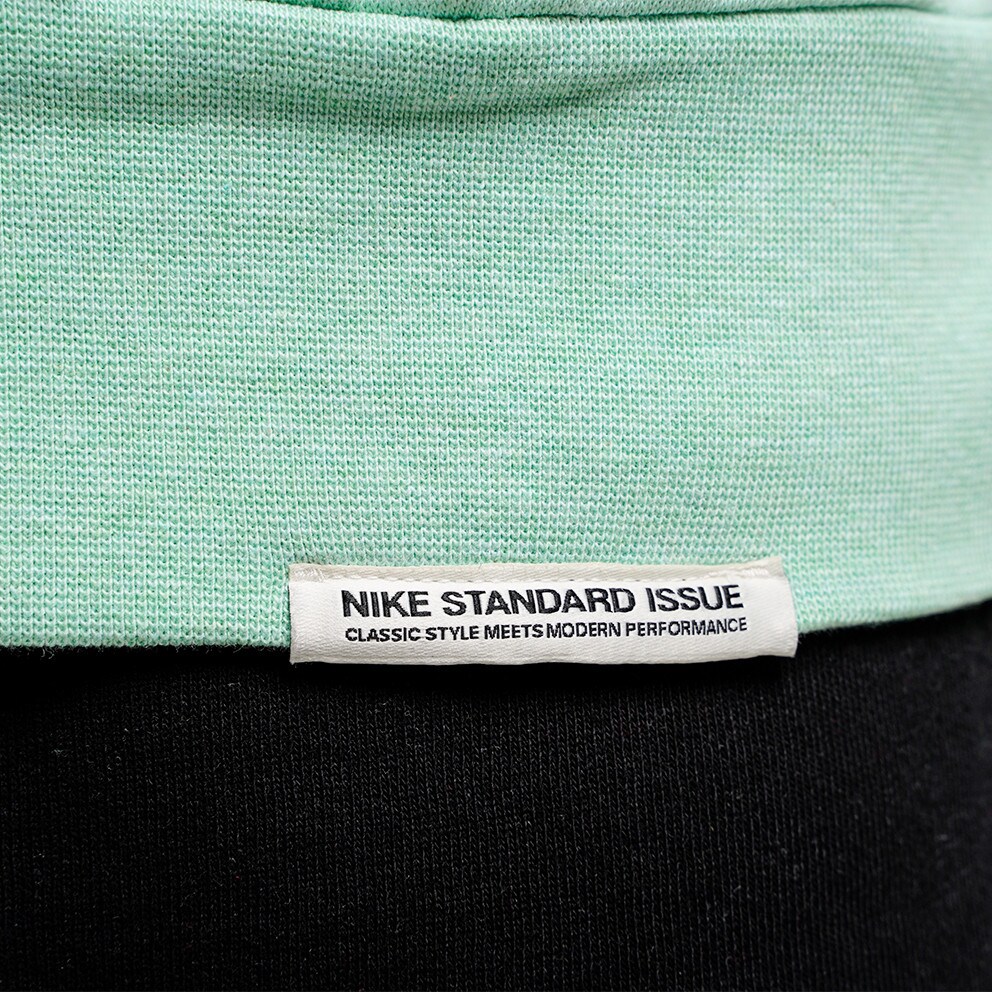 NIKE STANDARD ISSUE
CLASSIC STYLE MEETS MODERN PERFORMANCE